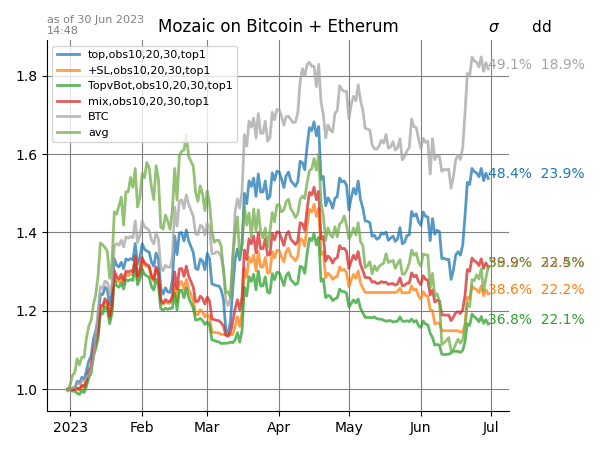 as of 30 Jun 2023
14:48
Mozaic on Bitcoin + Etherum
σ dd
top,obs10,20,30,top1
+SL,obs10,20,30,top1
TopvBot,obs10,20,30,top1
mix,obs10,20,30,top1
BTC
avg
1.8
1.6
1.4
1.2
1.0
49.1% 18.9%
48.4% 23.9%
38.6% 22.2%
36.8% 22.1%
2023 Feb Mar Apr May Jun Jul